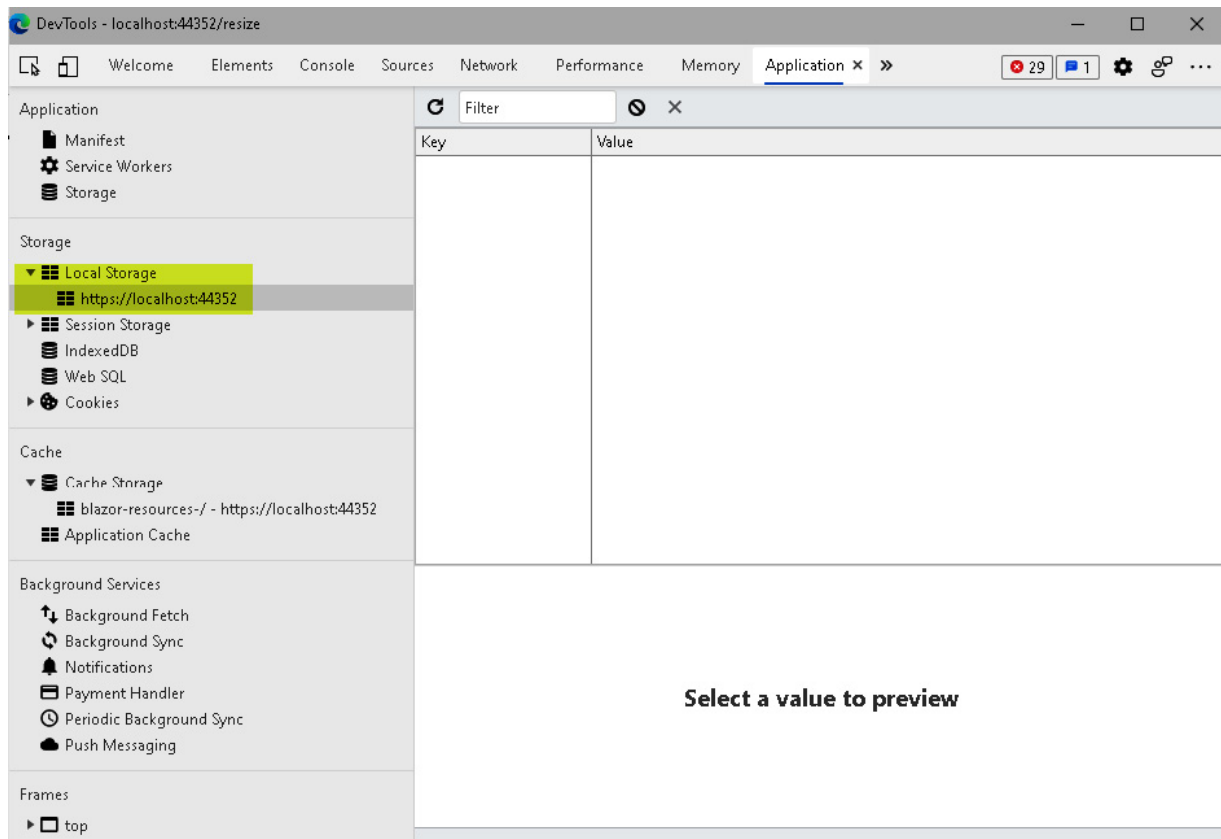 DevTools - localhost:44352/resize
Welcome Elements Console Sources Network Performance Memory Application × » 29 1 ...
Application
Manifest
Service Workers
Storage
Storage
Local Storage
https://localhost:44352
Session Storage
IndexedDB
Web SQL
Cookies
Cache
Cache Storage
blazor-resources-/ - https://localhost:44352
Application Cache
Background Services
Background Fetch
Background Sync
Notifications
Payment Handler
Periodic Background Sync
Push Messaging
Frames
top
Filter
Key Value
Select a value to preview